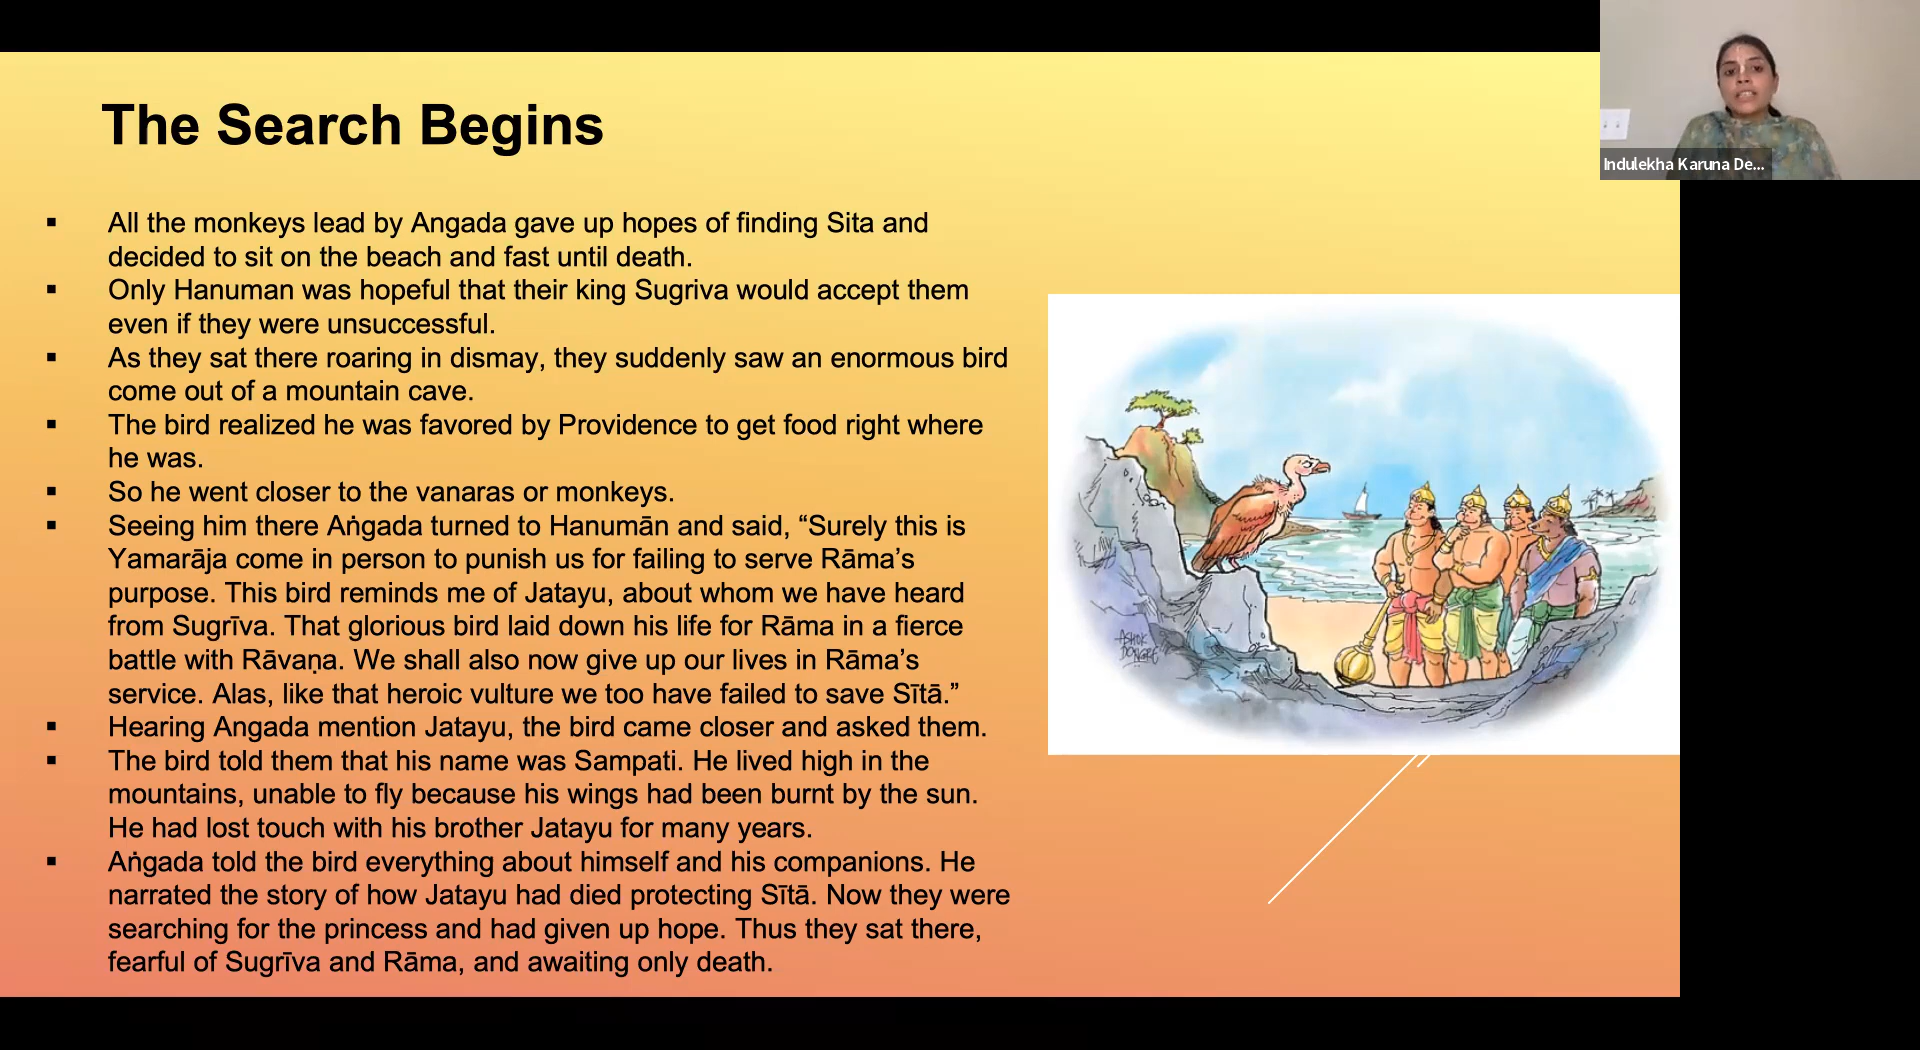 The Search Begins
▪ All the monkeys lead by Angada gave up hopes of finding Sita and
decided to sit on the beach and fast until death.
▪ Only Hanuman was hopeful that their king Sugriva would accept them
even if they were unsuccessful.
▪ As they sat there roaring in dismay, they suddenly saw an enormous bird
come out of a mountain cave.
▪ The bird realized he was favored by Providence to get food right where
he was.
▪ So he went closer to the vanaras or monkeys.
▪ Seeing him there Aṅgada turned to Hanumān and said, “Surely this is
Yamarāja come in person to punish us for failing to serve Rāma’s
purpose. This bird reminds me of Jatayu, about whom we have heard
from Sugrīva. That glorious bird laid down his life for Rāma in a fierce
battle with Rāvaṇa. We shall also now give up our lives in Rāma’s
service. Alas, like that heroic vulture we too have failed to save Sītā.”
▪ Hearing Angada mention Jatayu, the bird came closer and asked them.
▪ The bird told them that his name was Sampati. He lived high in the
mountains, unable to fly because his wings had been burnt by the sun.
He had lost touch with his brother Jatayu for many years.
▪ Aṅgada told the bird everything about himself and his companions. He
narrated the story of how Jatayu had died protecting Sītā. Now they were
searching for the princess and had given up hope. Thus they sat there,
fearful of Sugrīva and Rāma, and awaiting only death.
ASHOK
DONGRE
Indulekha Karuna De...